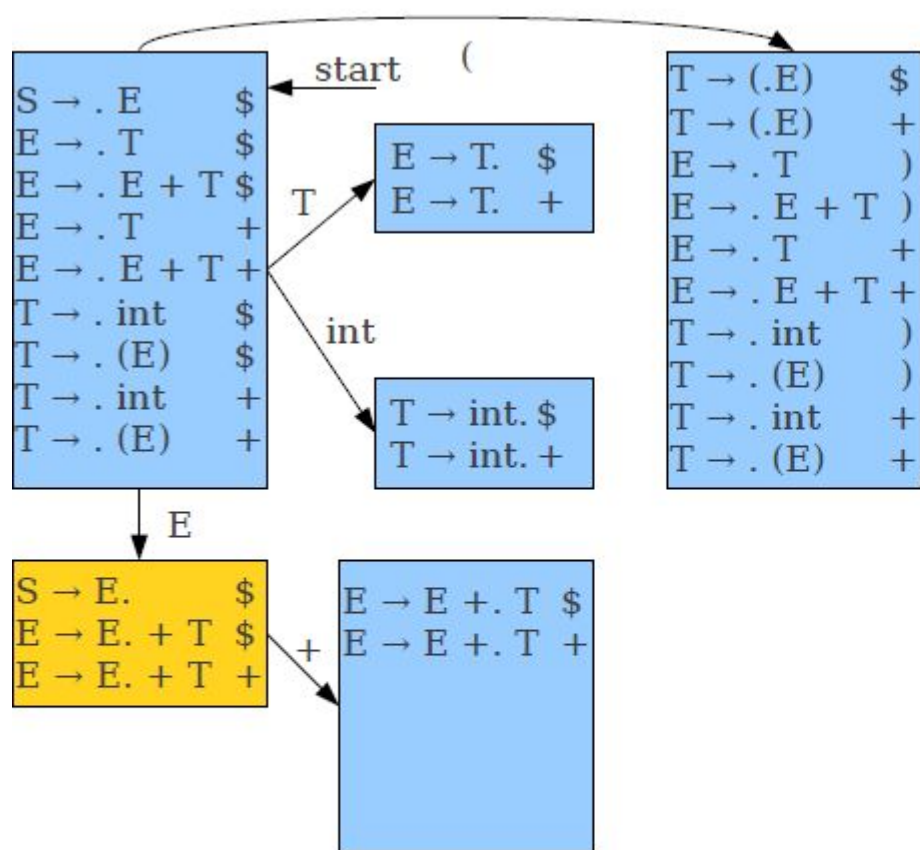 (
start
S → . E $
E → . T $
E → . E + T $
E → . T +
E → . E + T +
T → . int $
T → . (E) $
T → . int +
T → . (E) +
T
E → T. $
E → T. +
int
T → int. $
T → int. +
T → (.E) $
T → (.E) +
E → . T )
E → . E + T )
E → . T +
E → . E + T +
T → . int )
T → . (E) )
T → . int +
T → . (E) +
E
S → E. $
E → E. + T $
E → E. + T +
+
E → E +. T $
E → E +. T +